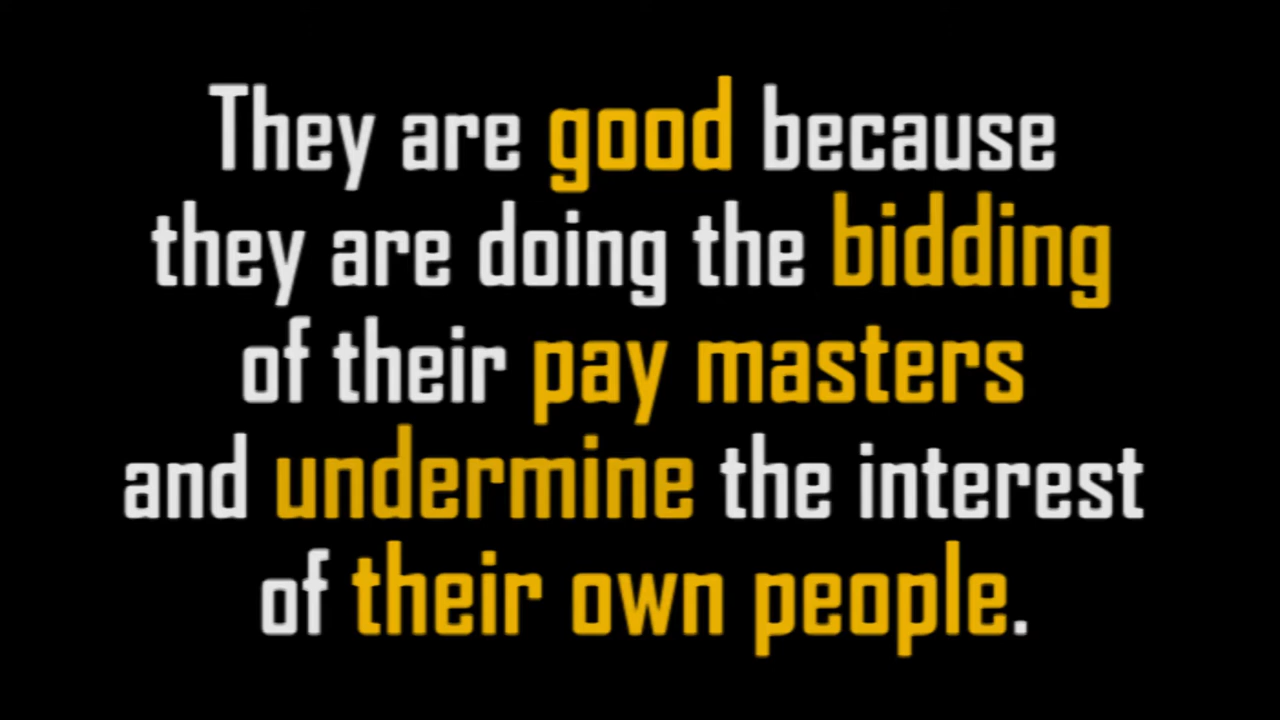 They are good because
they are doing the bidding
of their pay masters
and undermine the interest
of their own people.